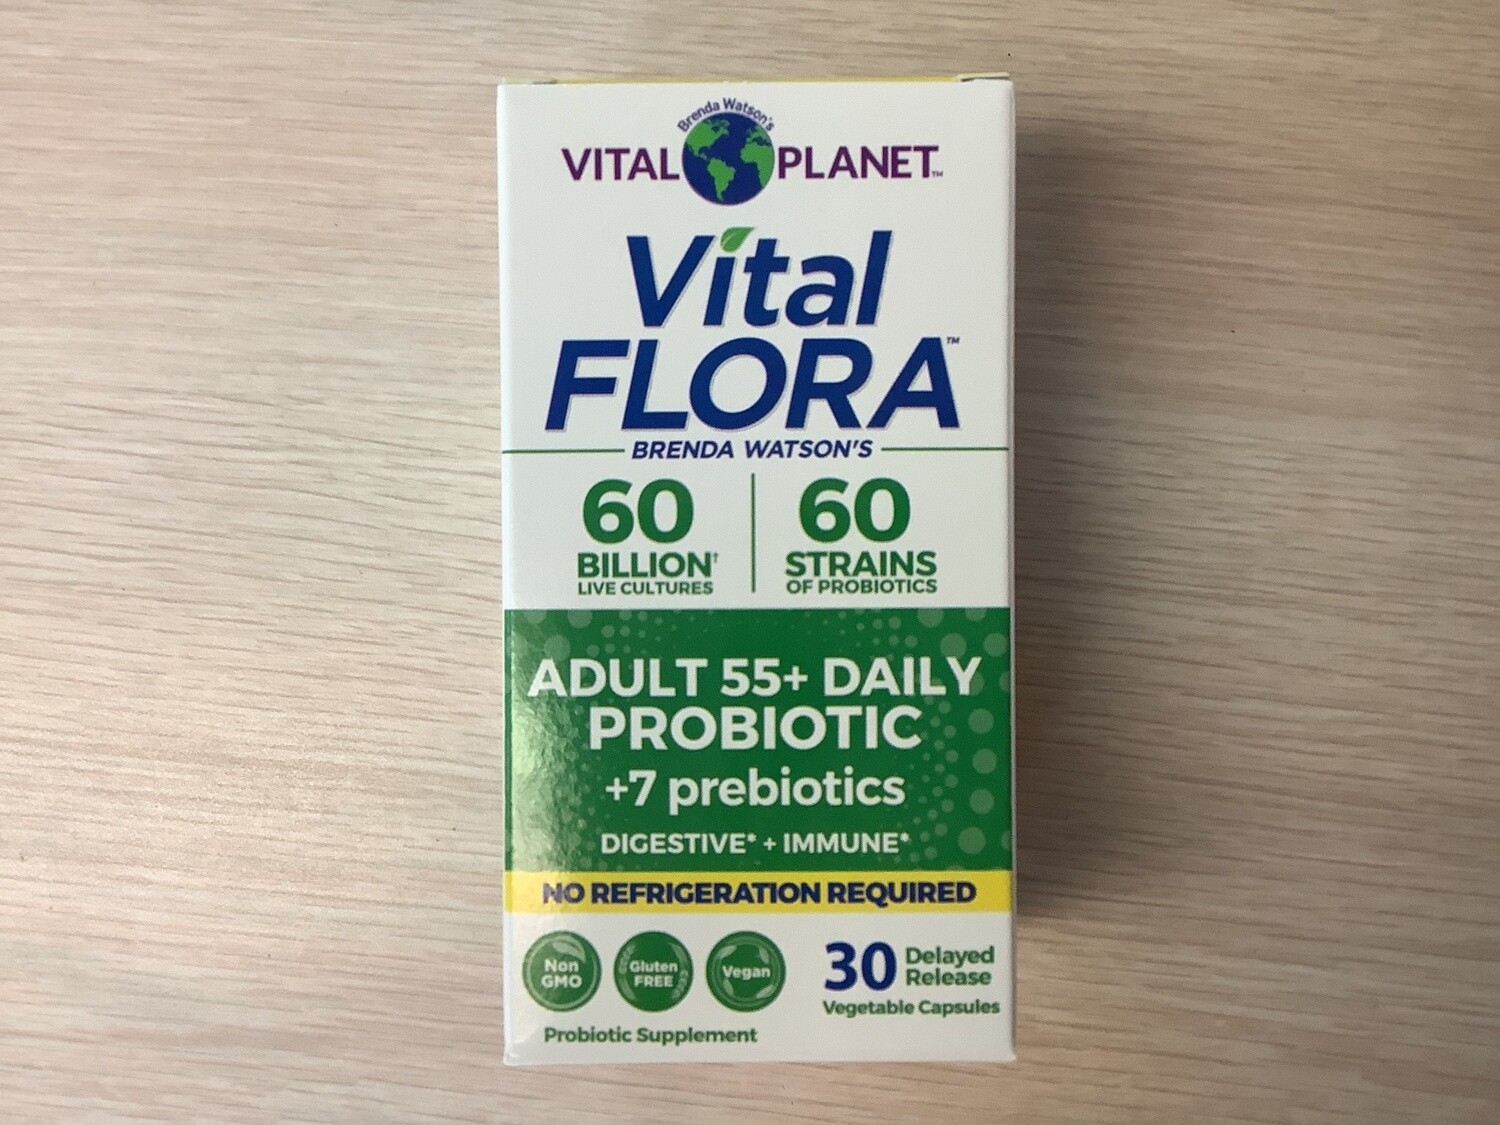 Brenda Watson's
VITAL PLANET™
Vital
FLORA™
BRENDA WATSON'S
60
BILLION†
LIVE CULTURES
60
STRAINS
OF PROBIOTICS
ADULT 55+ DAILY
PROBIOTIC
+7 prebiotics
DIGESTIVE* + IMMUNE*
NO REFRIGERATION REQUIRED
Non
GMO
Gluten
FREE
Vegan
30 Delayed
Release
Vegetable Capsules
Probiotic Supplement